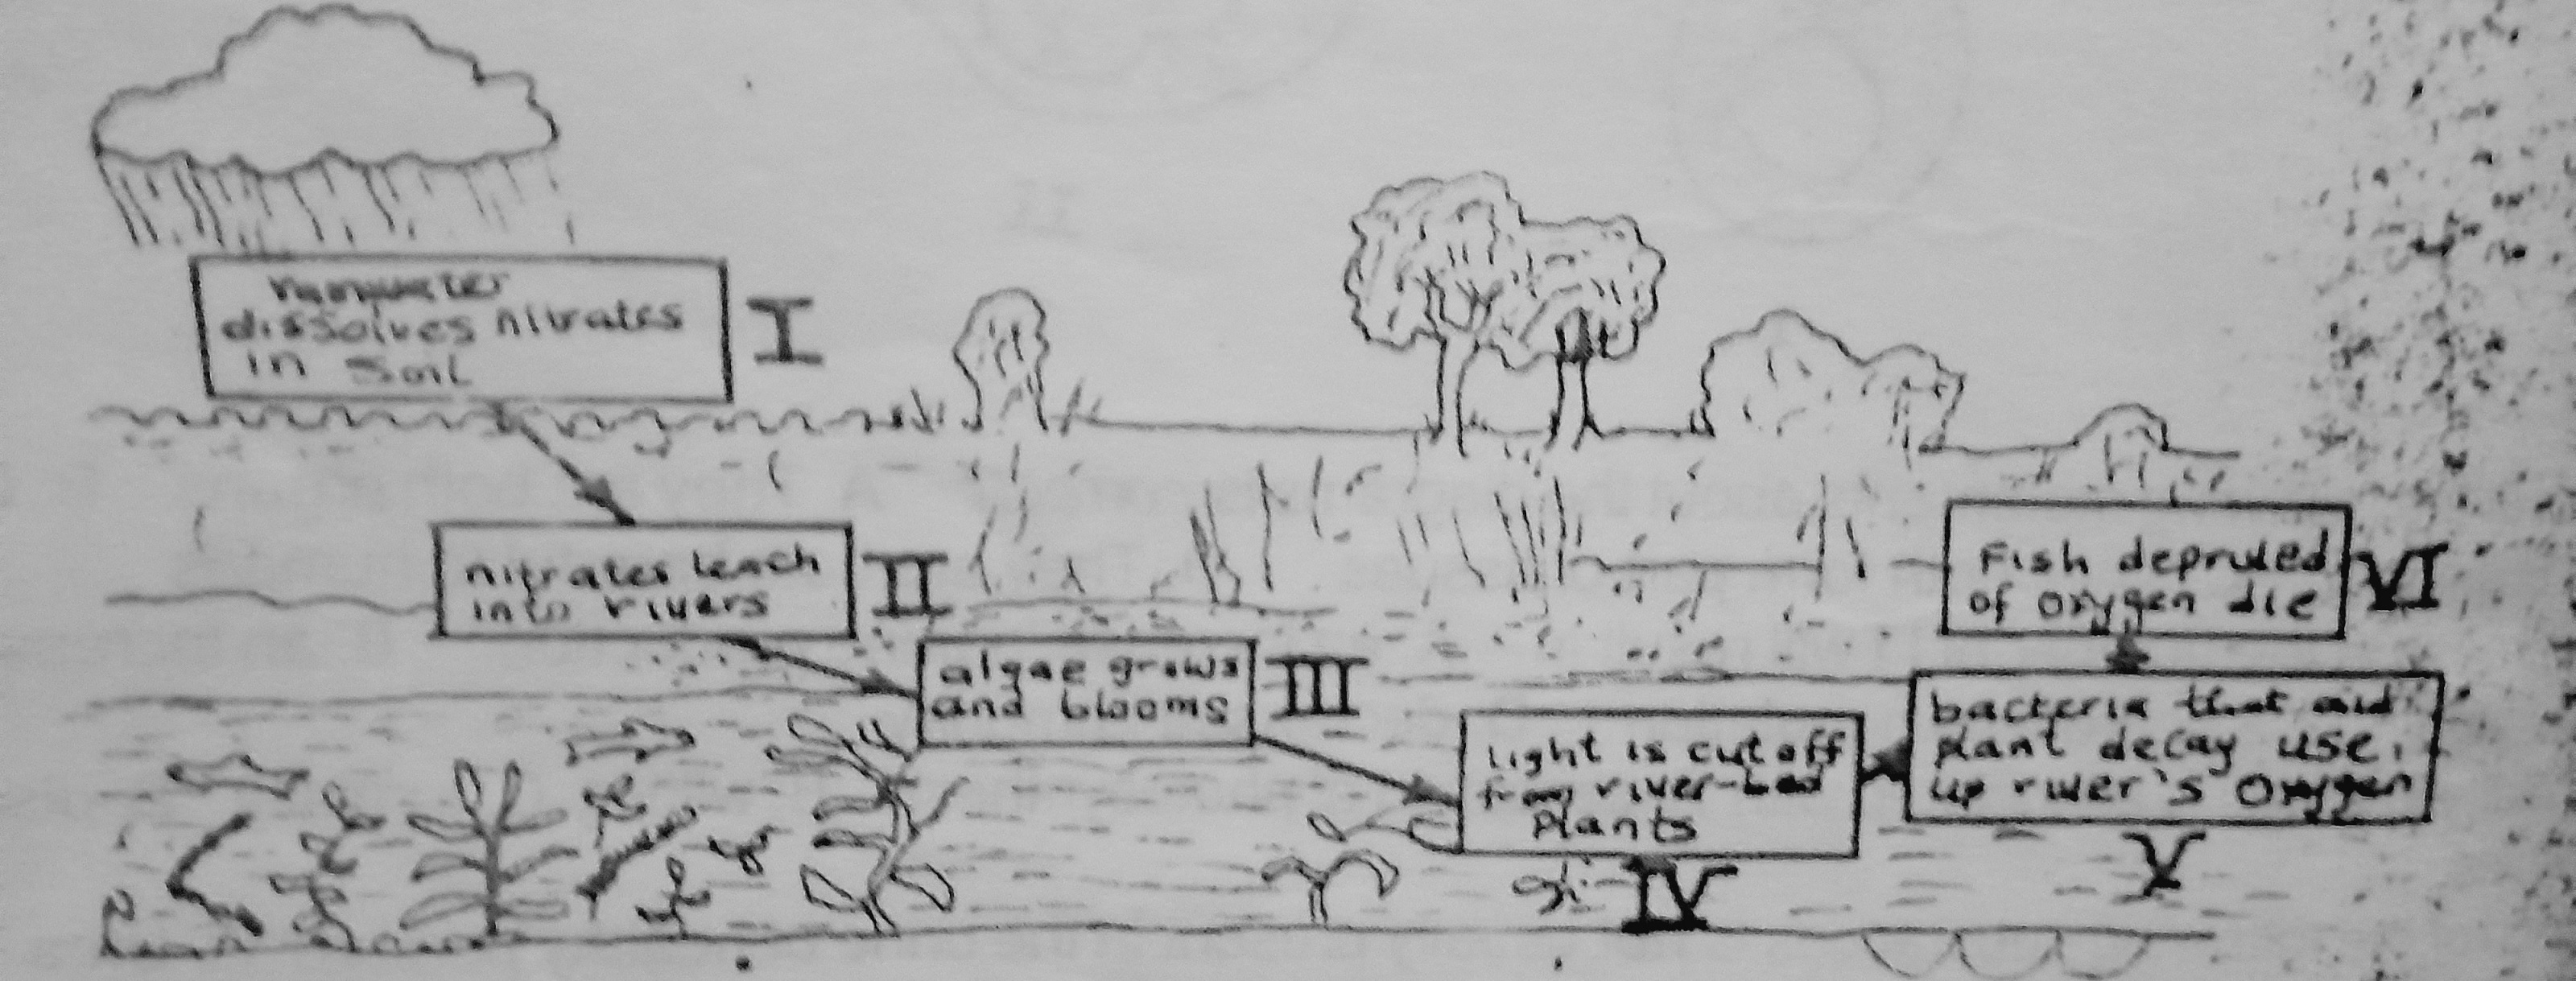 rainwater
dissolves nitrates
in soil
I
nitrates leach
into rivers
II
algae grows
and blooms
III
light is cut off
from river-bed
plants
IV
bacteria that aid
plant decay use
up river's oxygen
V
Fish deprived
of oxygen die
VI